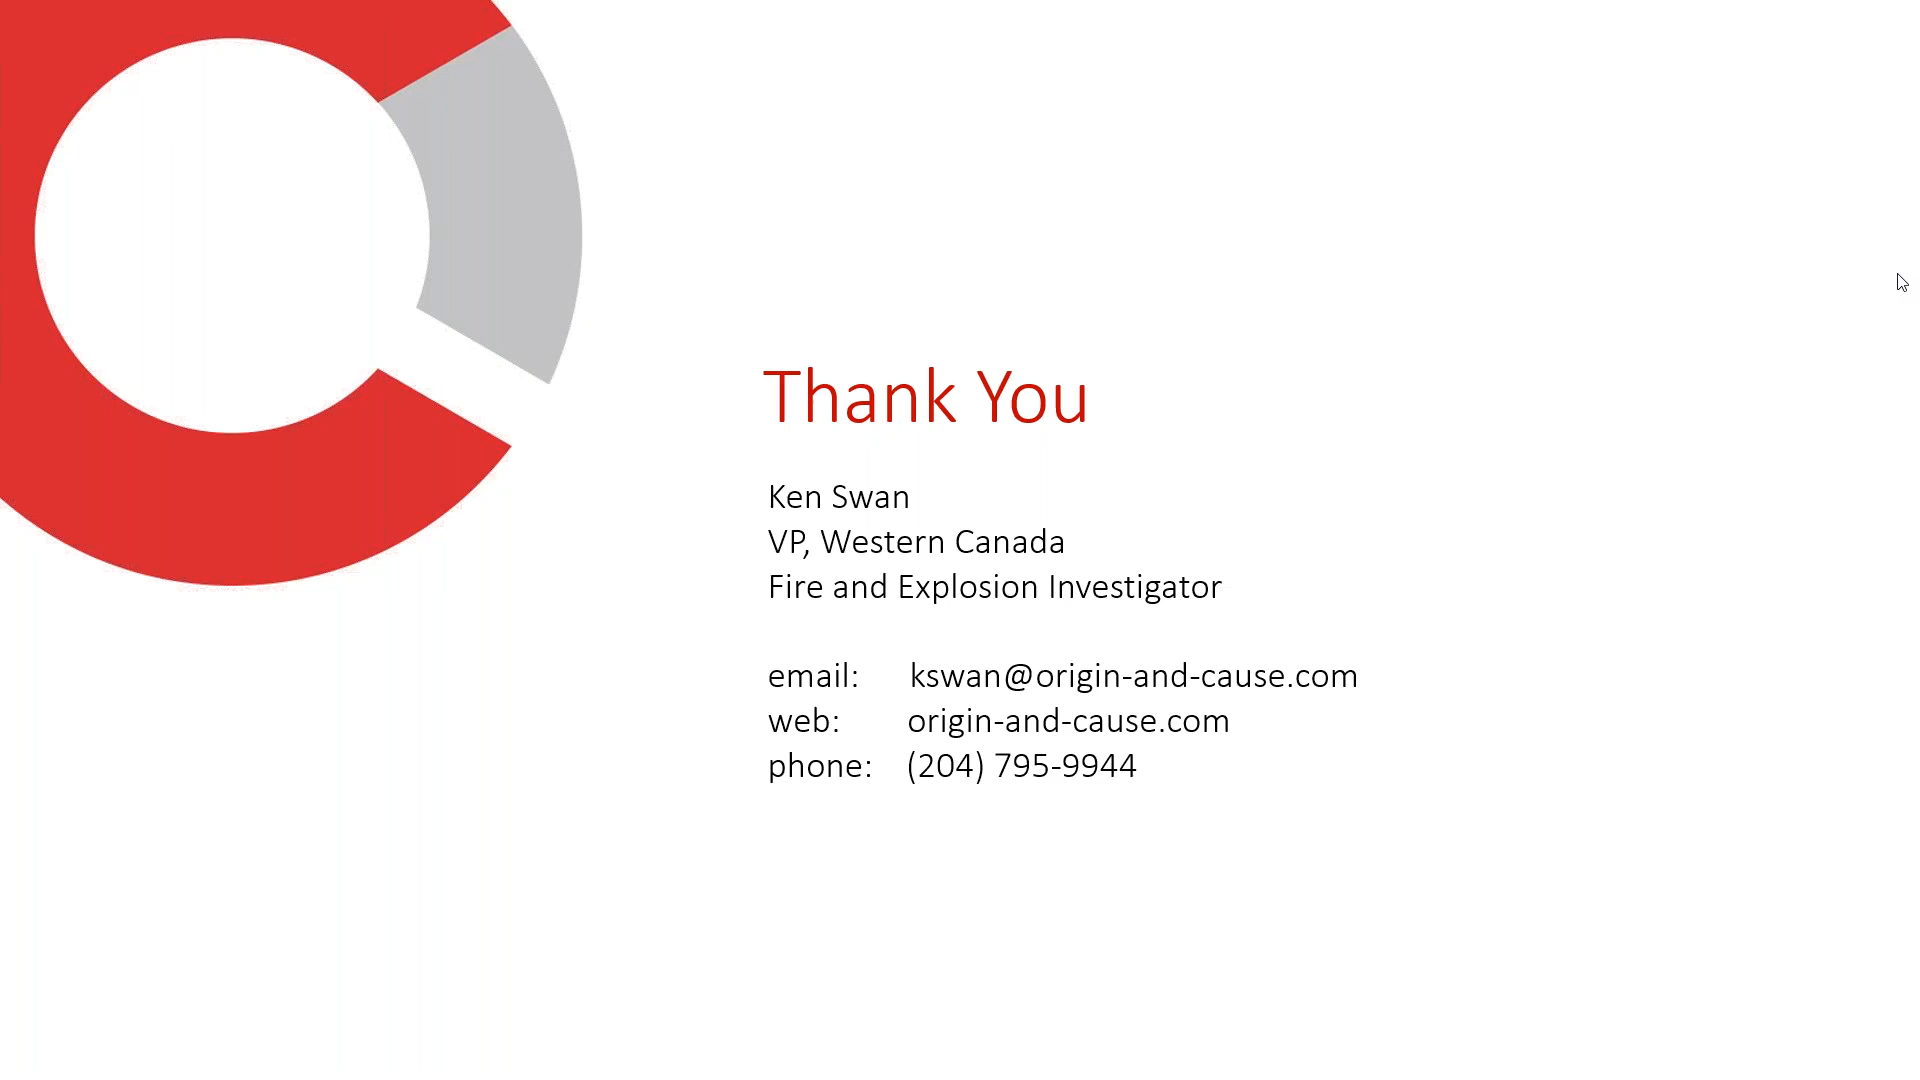 Thank You
Ken Swan
VP, Western Canada
Fire and Explosion Investigator
email: kswan@origin-and-cause.com
web: origin-and-cause.com
phone: (204) 795-9944